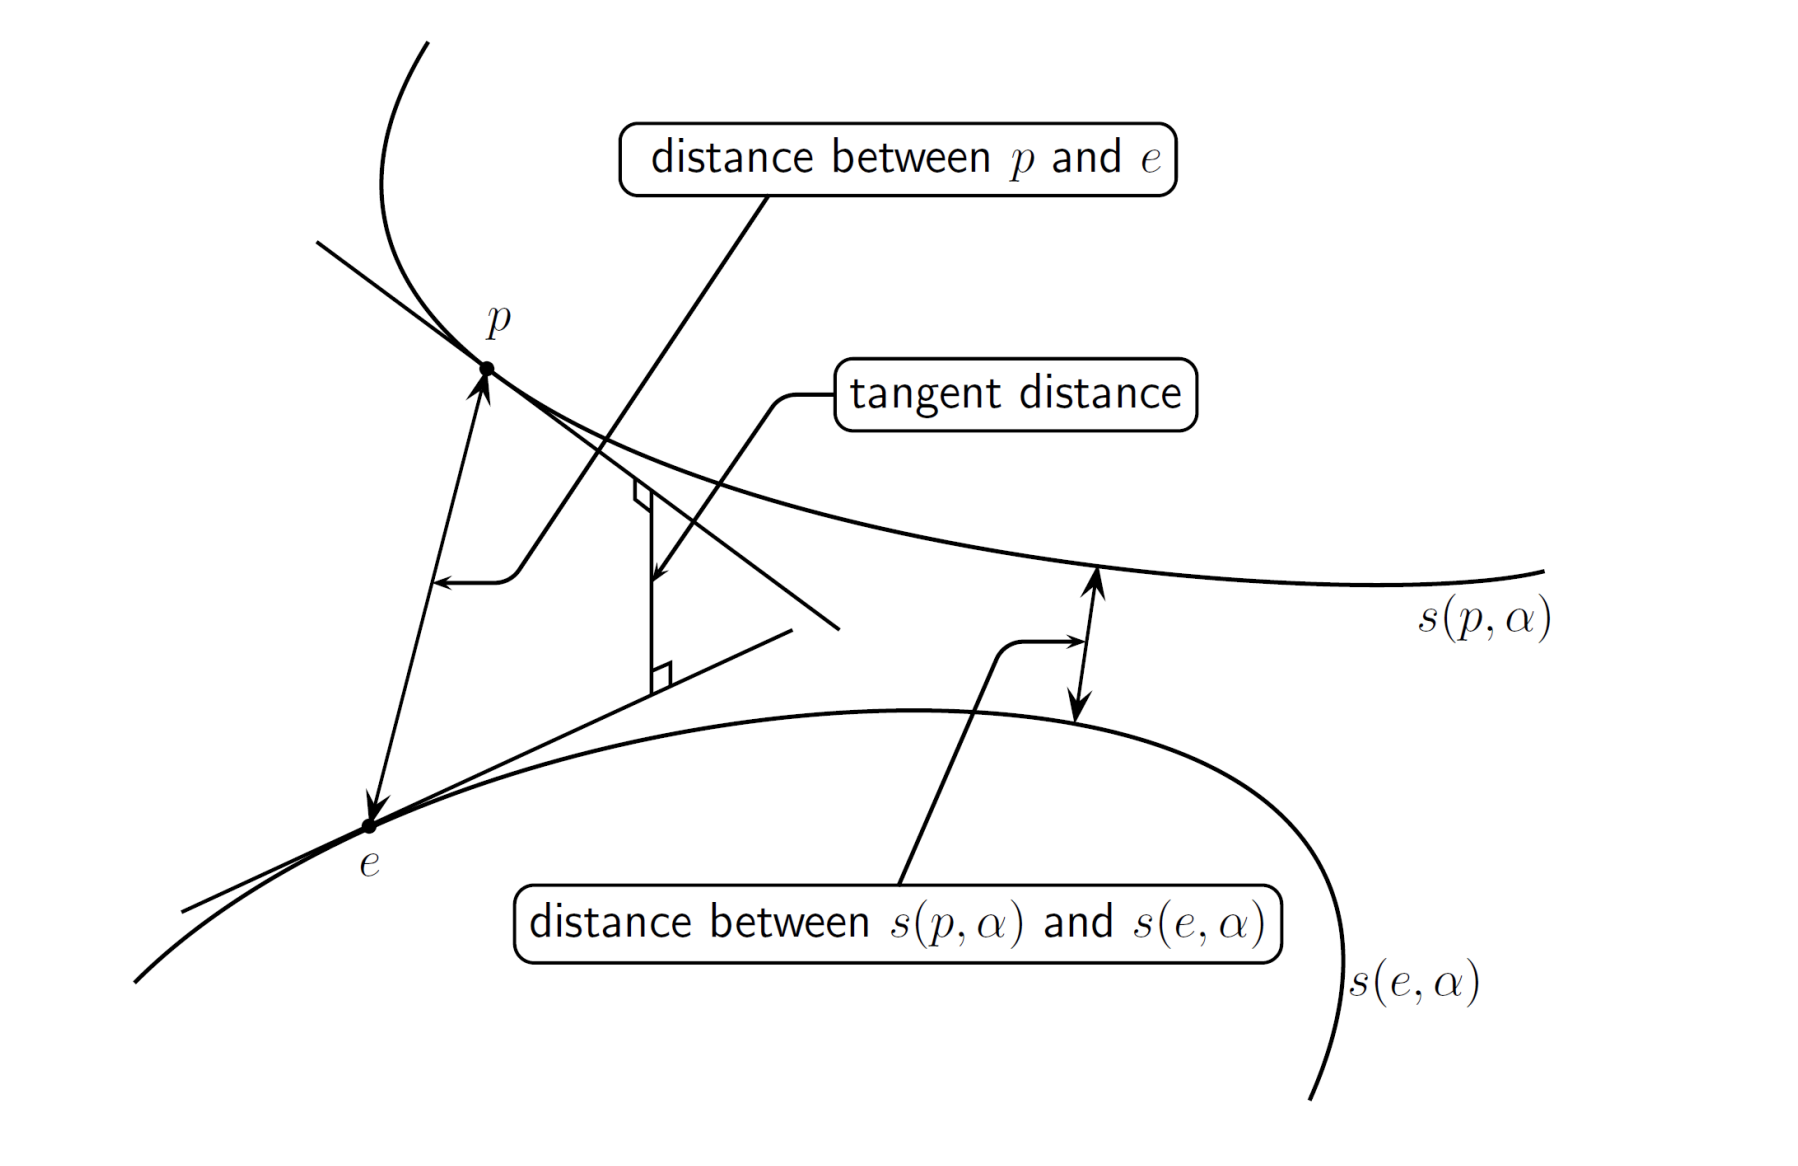 distance between p and e
p
tangent distance
s(p, α)
e
distance between s(p, α) and s(e, α)
s(e, α)